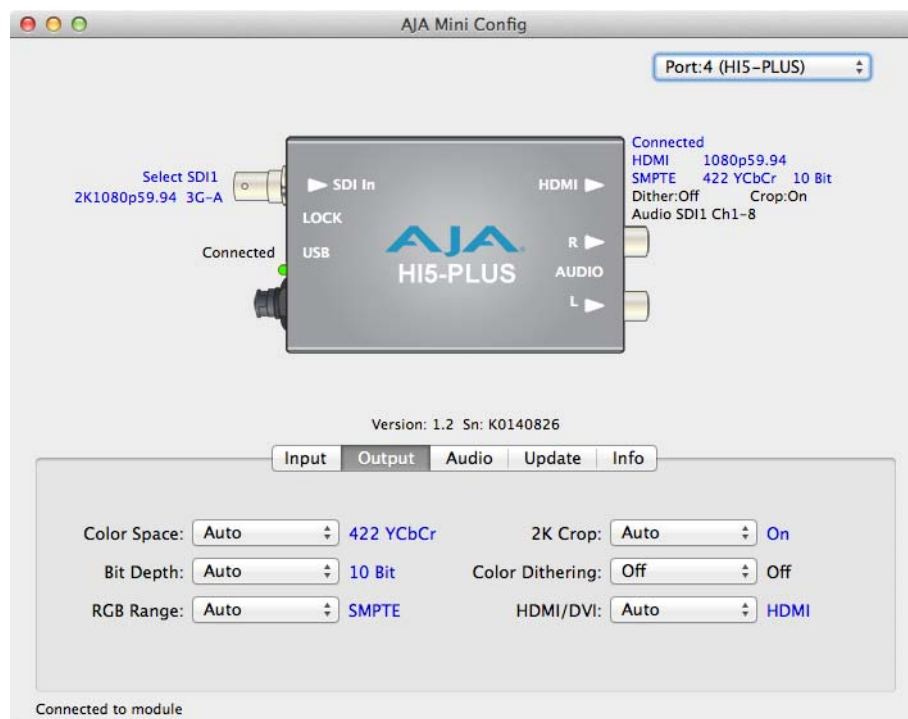 AJA Mini Config
Port:4 (HI5-PLUS)
Select SDI1
2K1080p59.94 3G-A
Connected
SDI In
LOCK
USB
AJA
HI5-PLUS
HDMI
R
AUDIO
L
Connected
HDMI 1080p59.94
SMPTE 422 YCbCr 10 Bit
Dither:Off Crop:On
Audio SDI1 Ch1-8
Version: 1.2 Sn: K0140826
Input Output Audio Update Info
Color Space: Auto 422 YCbCr 2K Crop: Auto On
Bit Depth: Auto 10 Bit Color Dithering: Off Off
RGB Range: Auto SMPTE HDMI/DVI: Auto HDMI
Connected to module